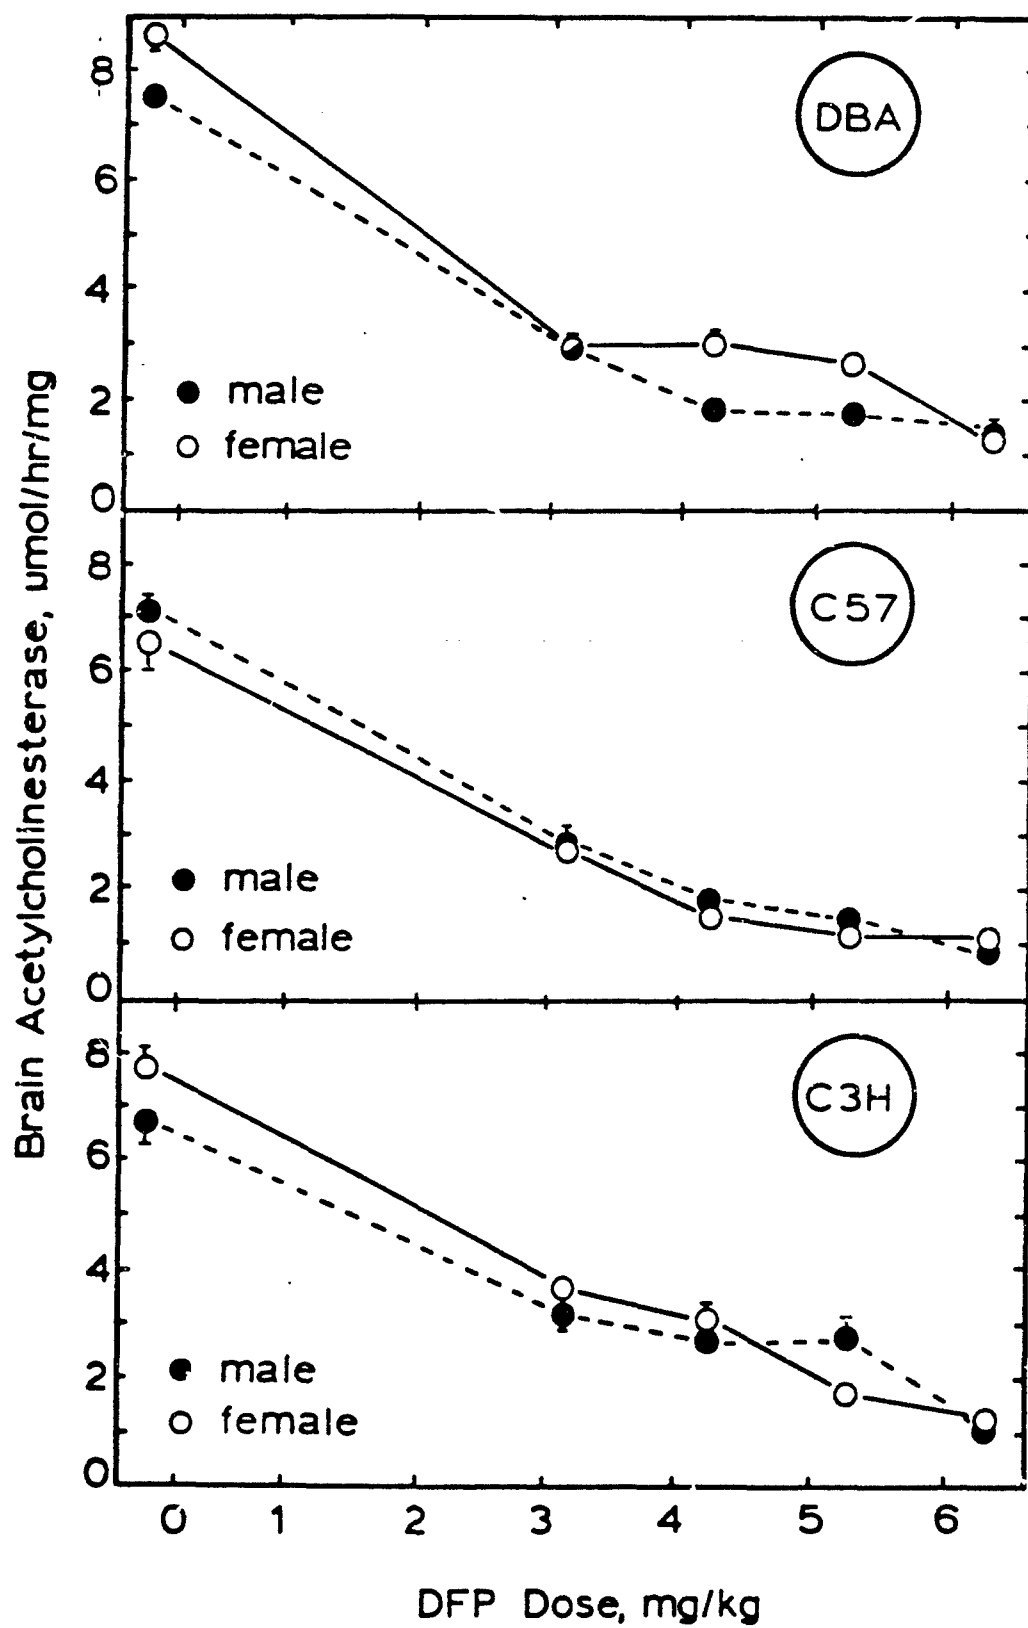 Brain Acetylcholinesterase, umol/hr/mg
8
6
4
2
0
DBA
male
female
8
6
4
2
0
C57
male
female
8
6
4
2
0
C3H
male
female
0 1 2 3 4 5 6
DFP Dose, mg/kg